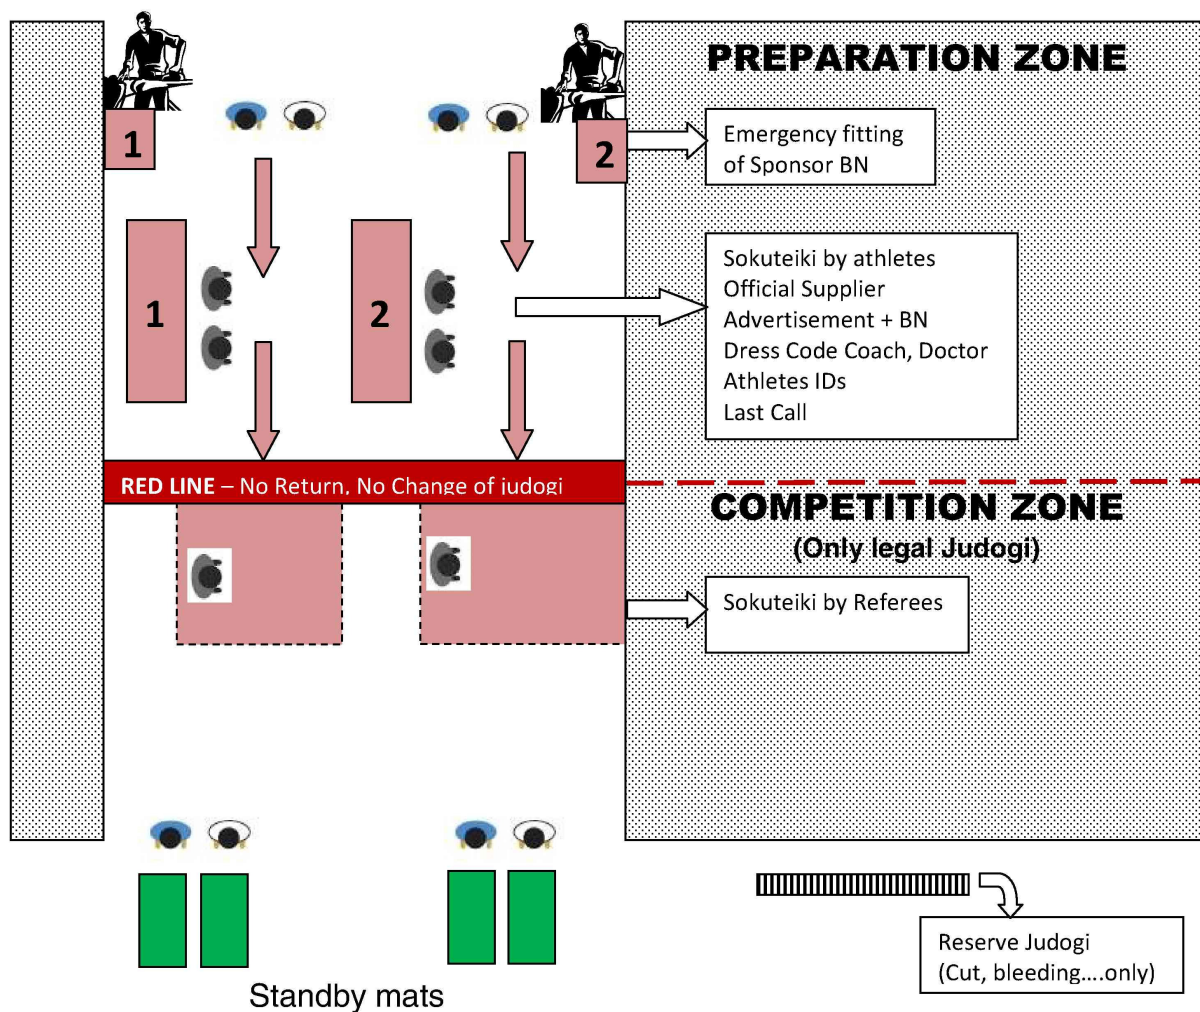 PREPARATION ZONE
1
2
Emergency fitting
of Sponsor BN
1
2
Sokuteiki by athletes
Official Supplier
Advertisement + BN
Dress Code Coach, Doctor
Athletes IDs
Last Call
RED LINE – No Return, No Change of judogi
COMPETITION ZONE
(Only legal Judogi)
Sokuteiki by Referees
Reserve Judogi
(Cut, bleeding....only)
Standby mats